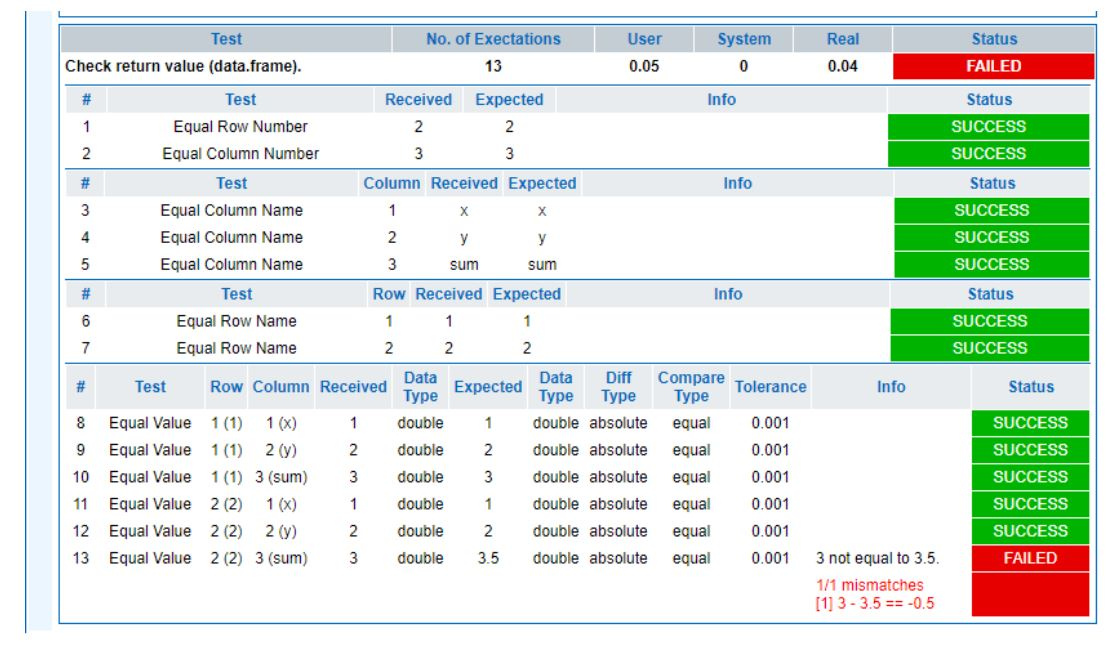 Test No. of Exectations User System Real Status
Check return value (data.frame). 13 0.05 0 0.04 FAILED
# Test Received Expected Info Status
1 Equal Row Number 2 2 SUCCESS
2 Equal Column Number 3 3 SUCCESS
# Test Column Received Expected Info Status
3 Equal Column Name 1 x x SUCCESS
4 Equal Column Name 2 y y SUCCESS
5 Equal Column Name 3 sum sum SUCCESS
# Test Row Received Expected Info Status
6 Equal Row Name 1 1 1 SUCCESS
7 Equal Row Name 2 2 2 SUCCESS
# Test Row Column Received Data Type Expected Data Type Diff Type Compare Type Tolerance Info Status
8 Equal Value 1 (1) 1 (x) 1 double 1 double absolute equal 0.001 SUCCESS
9 Equal Value 1 (1) 2 (y) 2 double 2 double absolute equal 0.001 SUCCESS
10 Equal Value 1 (1) 3 (sum) 3 double 3 double absolute equal 0.001 SUCCESS
11 Equal Value 2 (2) 1 (x) 1 double 1 double absolute equal 0.001 SUCCESS
12 Equal Value 2 (2) 2 (y) 2 double 2 double absolute equal 0.001 SUCCESS
13 Equal Value 2 (2) 3 (sum) 3 double 3.5 double absolute equal 0.001 3 not equal to 3.5. FAILED
1/1 mismatches
[1] 3 - 3.5 == -0.5